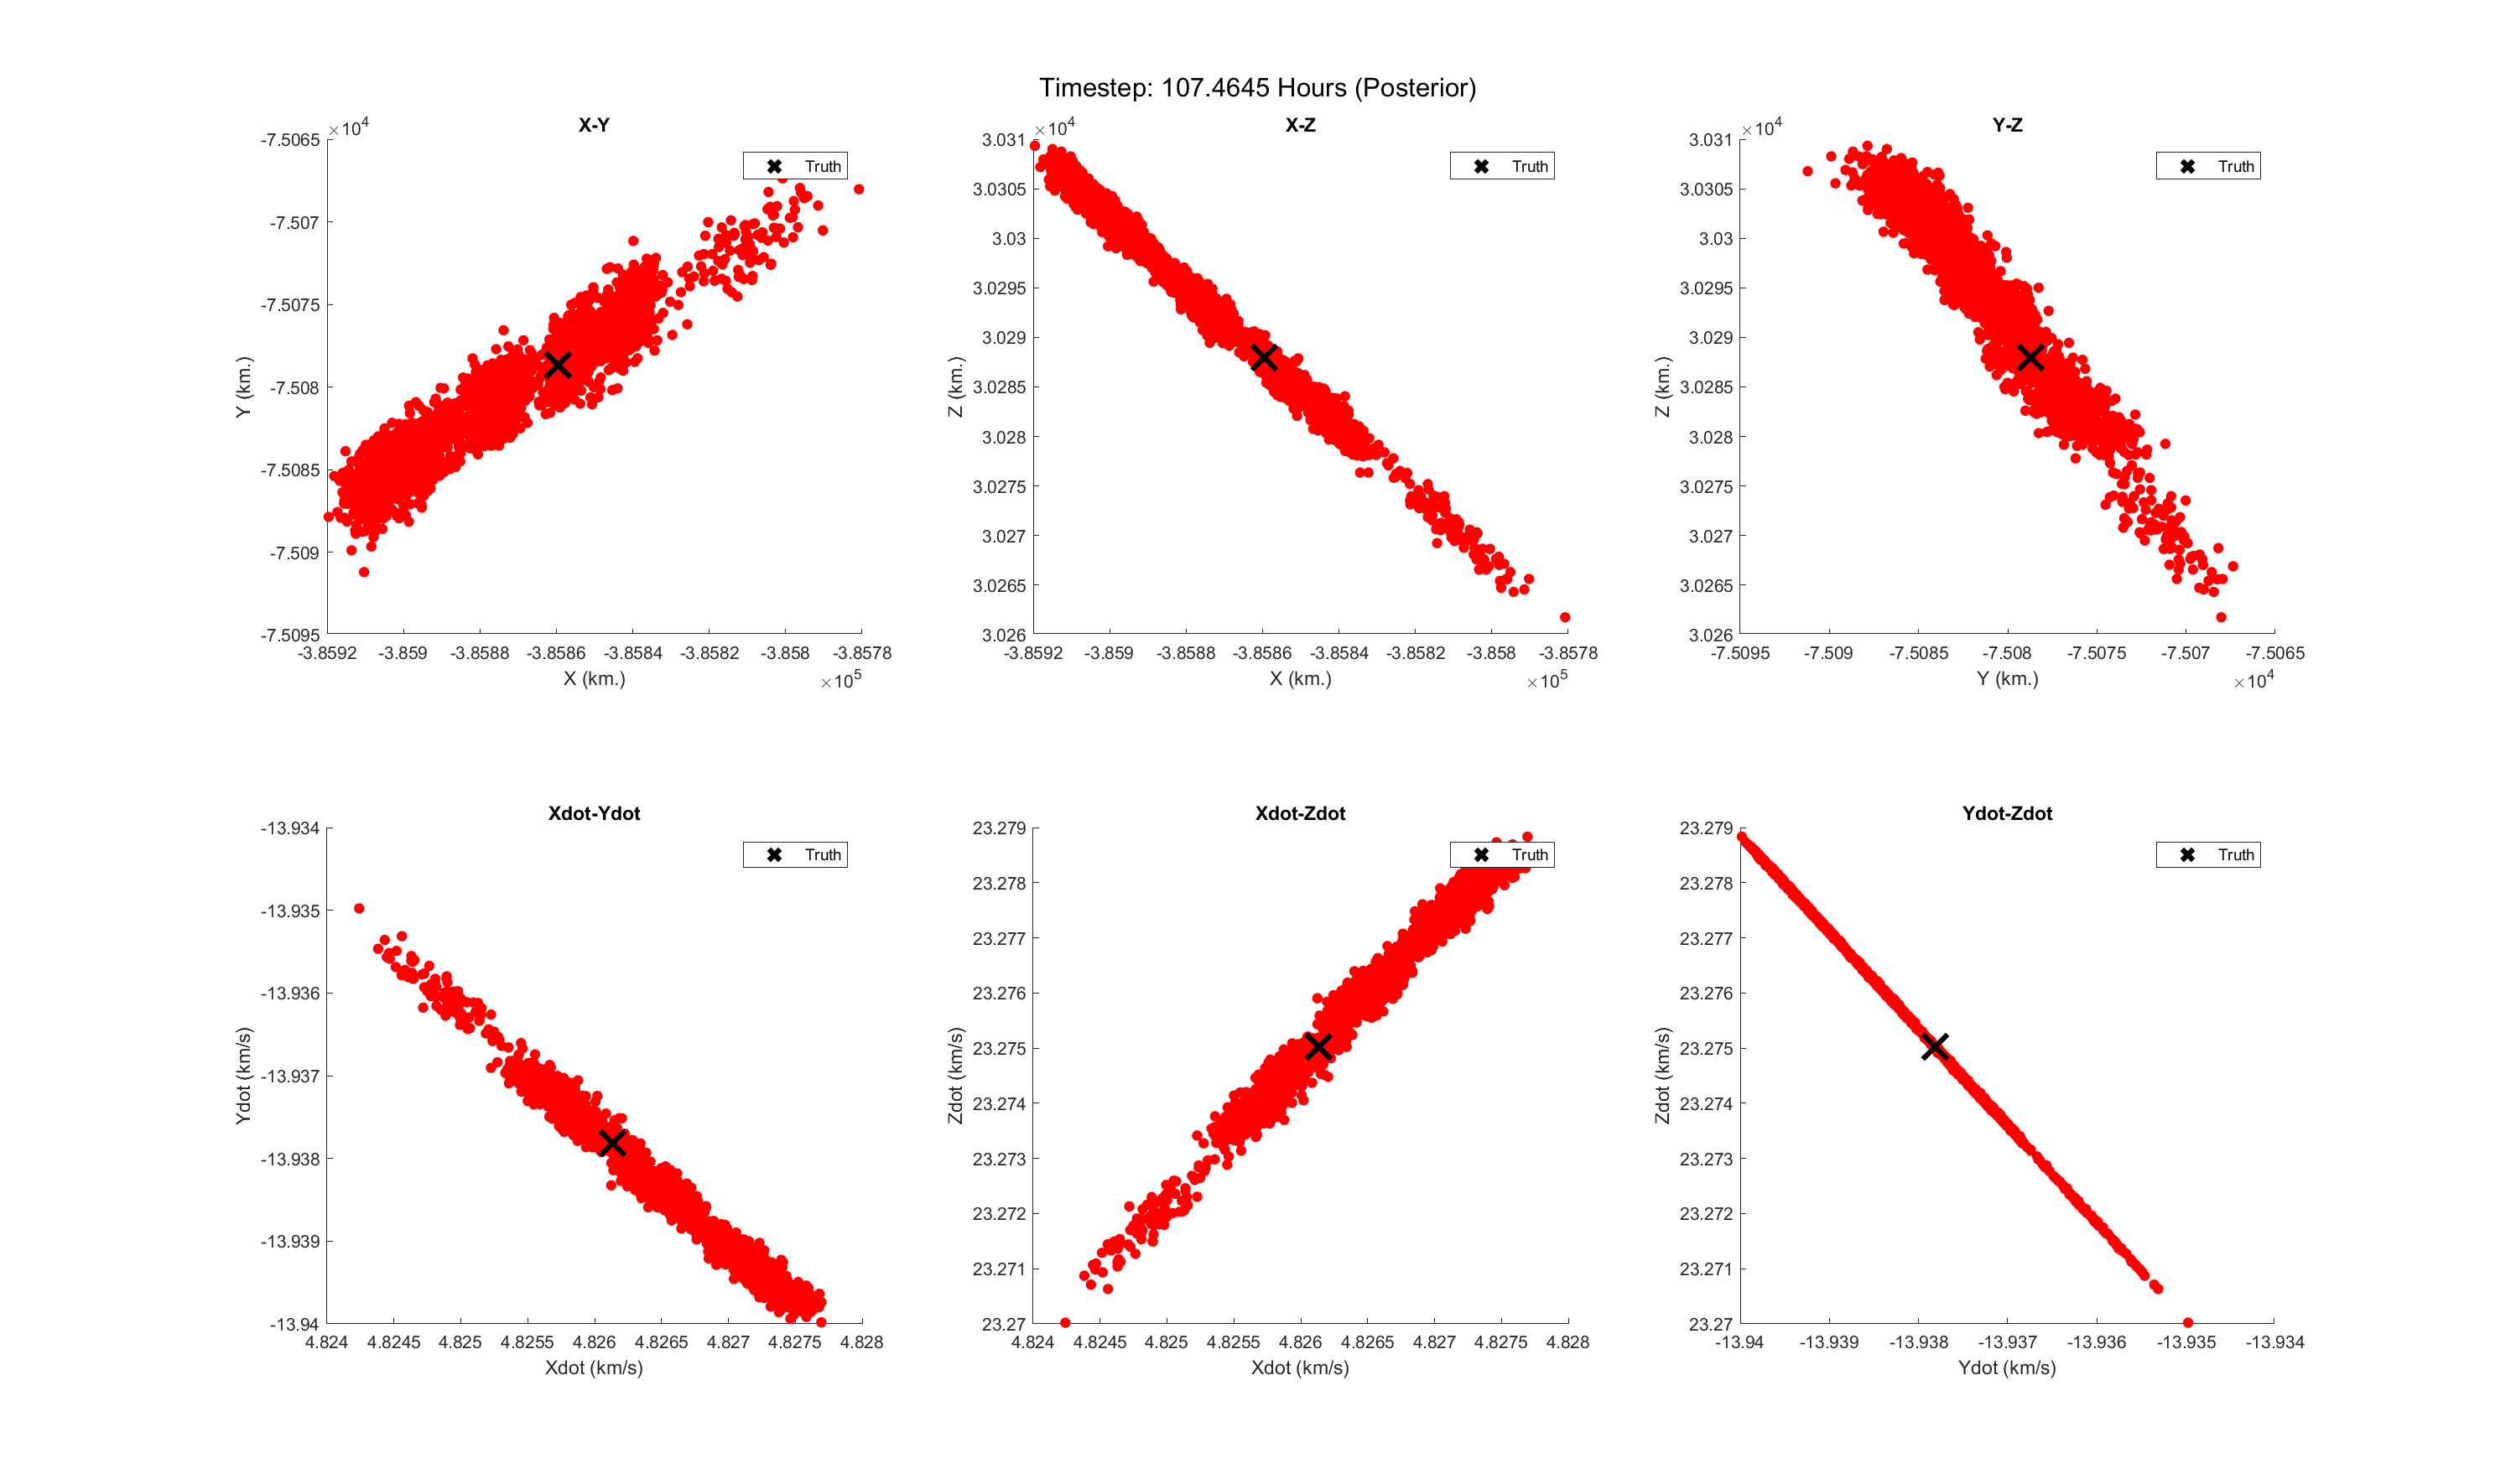 Timestep: 107.4645 Hours (Posterior)
X-Y
×10⁴
-7.5065
-7.507
-7.5075
-7.508
-7.5085
-7.509
-7.5095
Y (km.)
Truth
-3.8592 -3.859 -3.8588 -3.8586 -3.8584 -3.8582 -3.858 -3.8578
X (km.)
×10⁵
X-Z
×10⁴
3.031
3.0305
3.03
3.0295
3.029
3.0285
3.028
3.0275
3.027
3.0265
3.026
Z (km.)
Truth
-3.8592 -3.859 -3.8588 -3.8586 -3.8584 -3.8582 -3.858 -3.8578
X (km.)
×10⁵
Y-Z
×10⁴
3.031
3.0305
3.03
3.0295
3.029
3.0285
3.028
3.0275
3.027
3.0265
3.026
Z (km.)
Truth
-7.5095 -7.509 -7.5085 -7.508 -7.5075 -7.507 -7.5065
Y (km.)
×10⁴
Xdot-Ydot
-13.934
-13.935
-13.936
-13.937
-13.938
-13.939
-13.94
Ydot (km/s)
Truth
4.824 4.8245 4.825 4.8255 4.826 4.8265 4.827 4.8275 4.828
Xdot (km/s)
Xdot-Zdot
23.279
23.278
23.277
23.276
23.275
23.274
23.273
23.272
23.271
23.27
Zdot (km/s)
Truth
4.824 4.8245 4.825 4.8255 4.826 4.8265 4.827 4.8275 4.828
Xdot (km/s)
Ydot-Zdot
23.279
23.278
23.277
23.276
23.275
23.274
23.273
23.272
23.271
23.27
Zdot (km/s)
Truth
-13.94 -13.939 -13.938 -13.937 -13.936 -13.935 -13.934
Ydot (km/s)